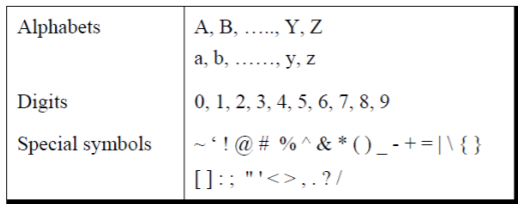 Alphabets A, B, ….., Y, Z
a, b, ……, y, z
Digits 0, 1, 2, 3, 4, 5, 6, 7, 8, 9
Special symbols ~ ‘ ! @ # % ^ & * ( ) _ - + = | \ { }
[ ] : ; " ' < > , . ? /